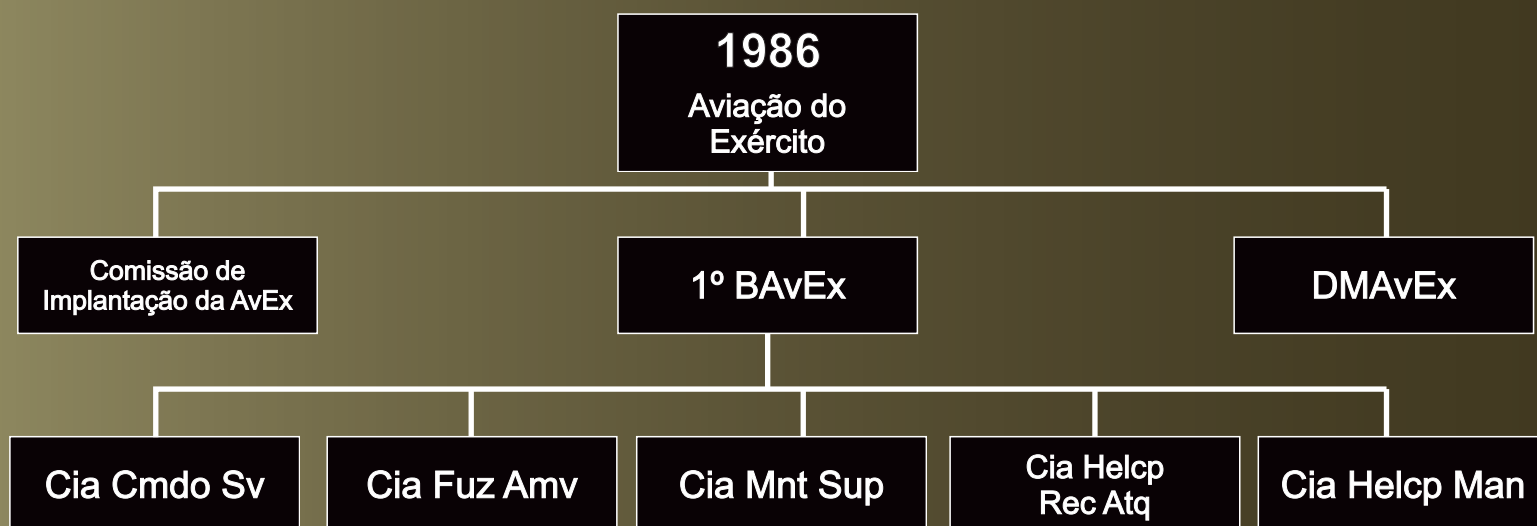 1986
Aviação do
Exército
Comissão de
Implantação da AvEx
1º BAvEx
DMAvEx
Cia Cmdo Sv
Cia Fuz Amv
Cia Mnt Sup
Cia Helcp
Rec Atq
Cia Helcp Man